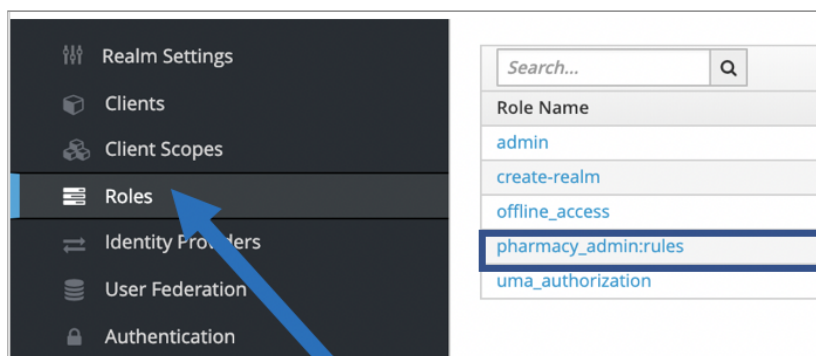 Realm Settings
Clients
Client Scopes
Roles
Identity Providers
User Federation
Authentication
Search...
Role Name
admin
create-realm
offline_access
pharmacy_admin:rules
uma_authorization